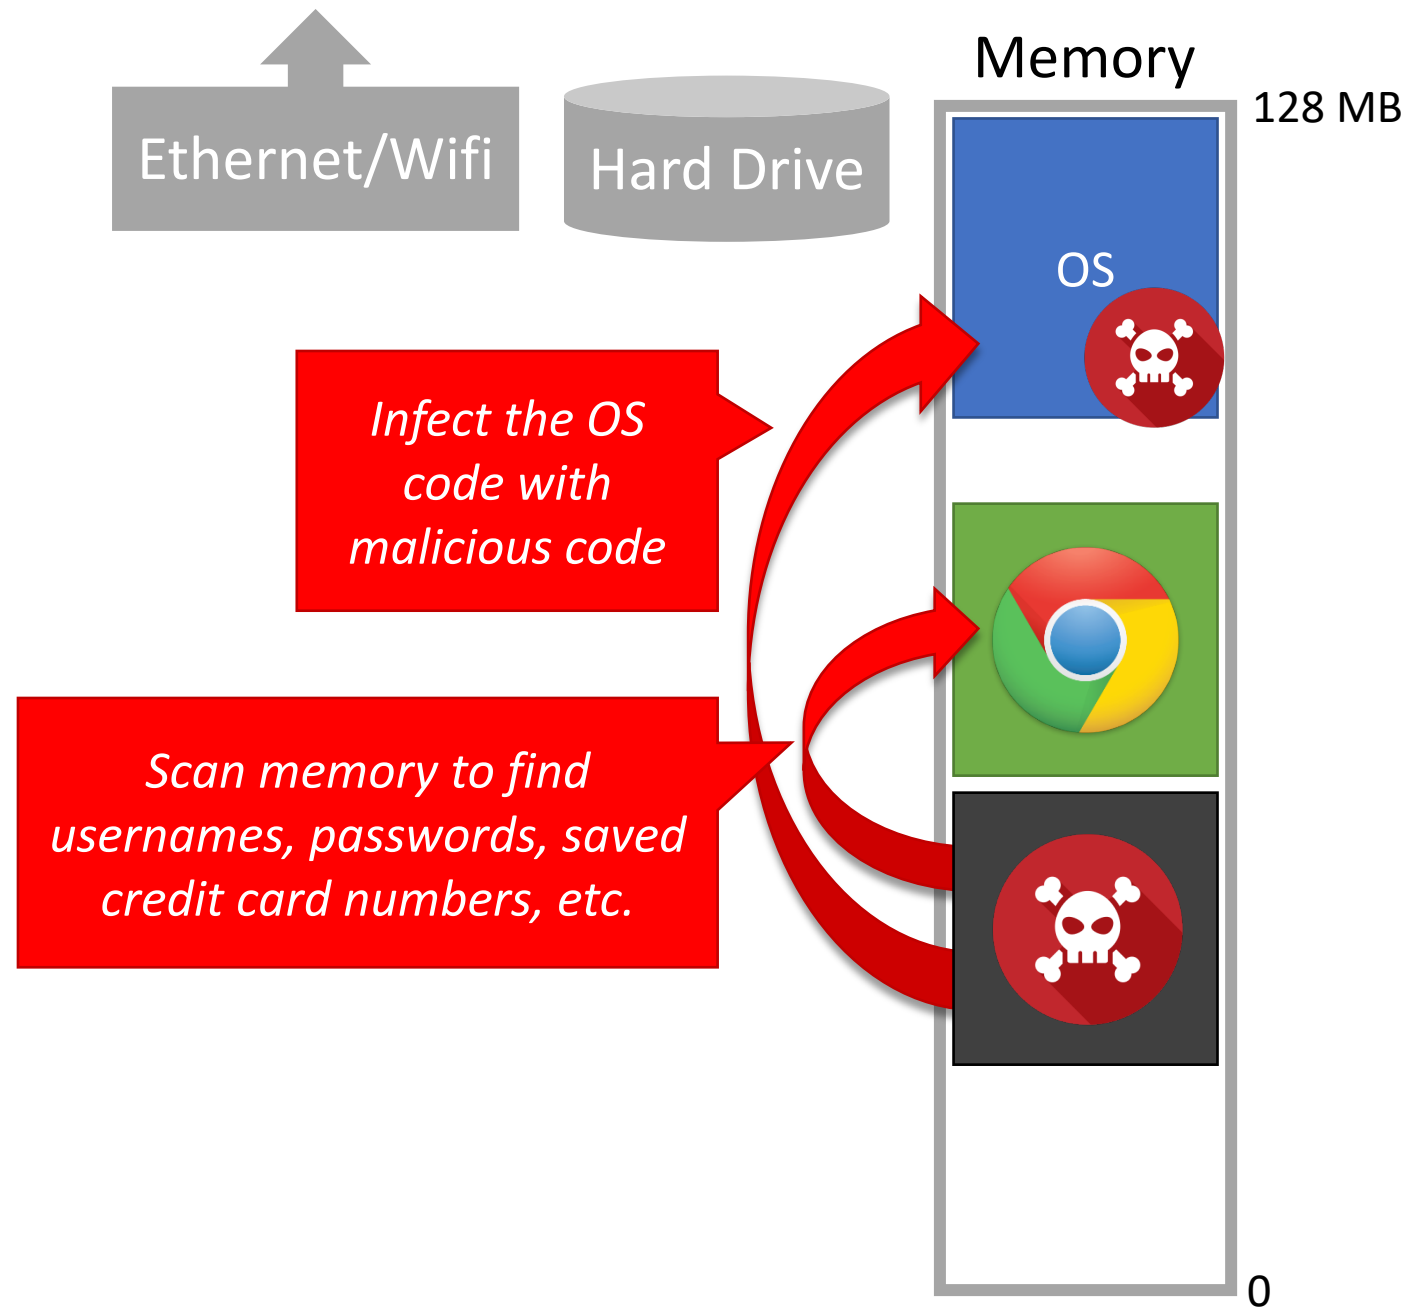 Memory
128 MB
Ethernet/Wifi
Hard Drive
OS
Infect the OS
code with
malicious code
Scan memory to find
usernames, passwords, saved
credit card numbers, etc.
0